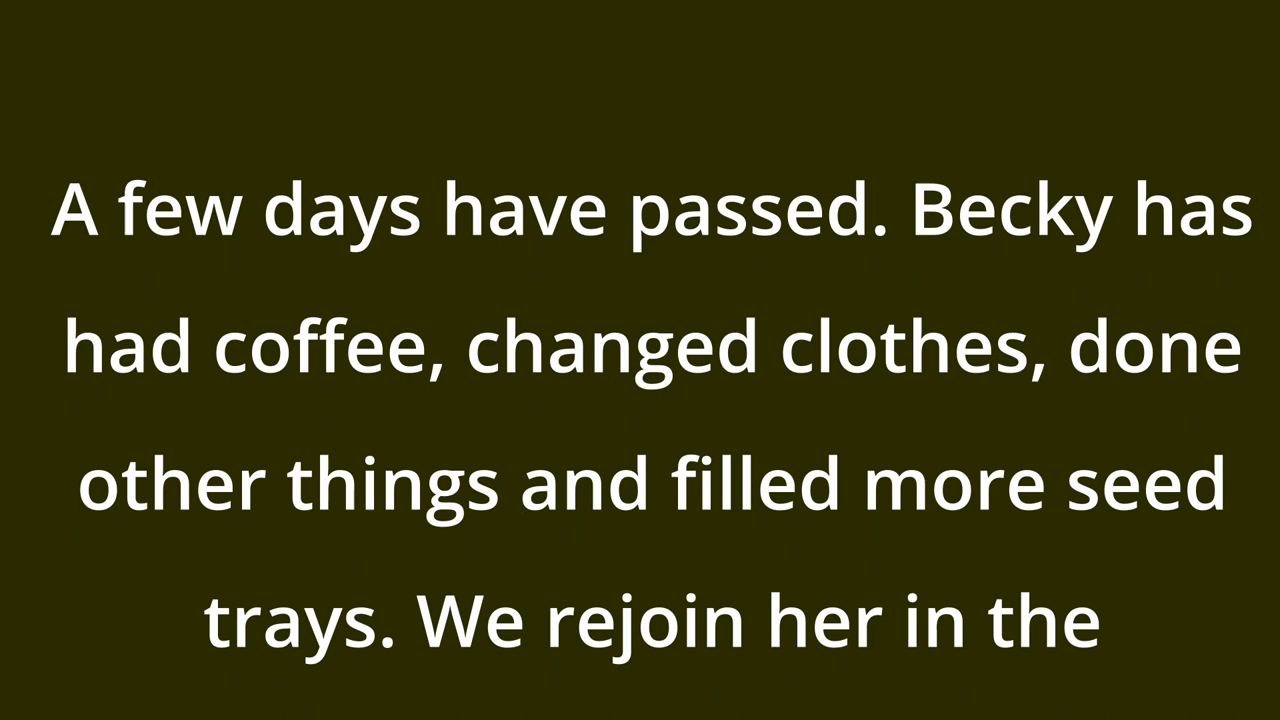 A few days have passed. Becky has
had coffee, changed clothes, done
other things and filled more seed
trays. We rejoin her in the